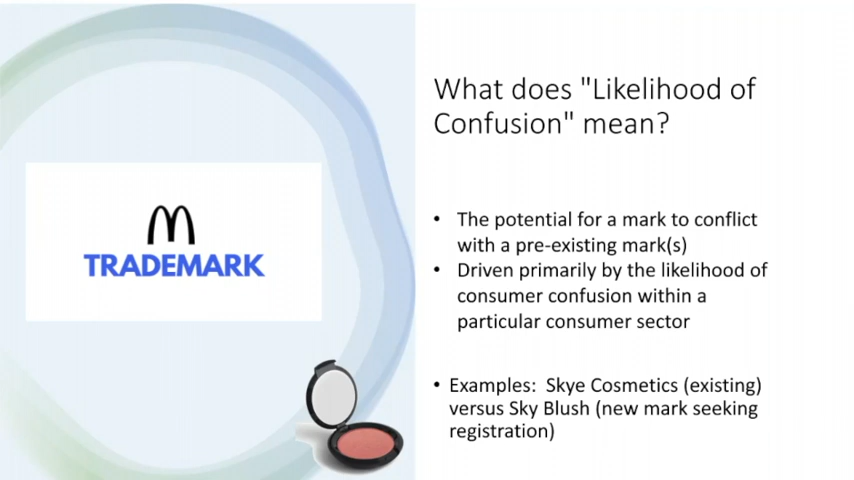 What does "Likelihood of
Confusion" mean?
TRADEMARK
• The potential for a mark to conflict
with a pre-existing mark(s)
• Driven primarily by the likelihood of
consumer confusion within a
particular consumer sector
• Examples: Skye Cosmetics (existing)
versus Sky Blush (new mark seeking
registration)